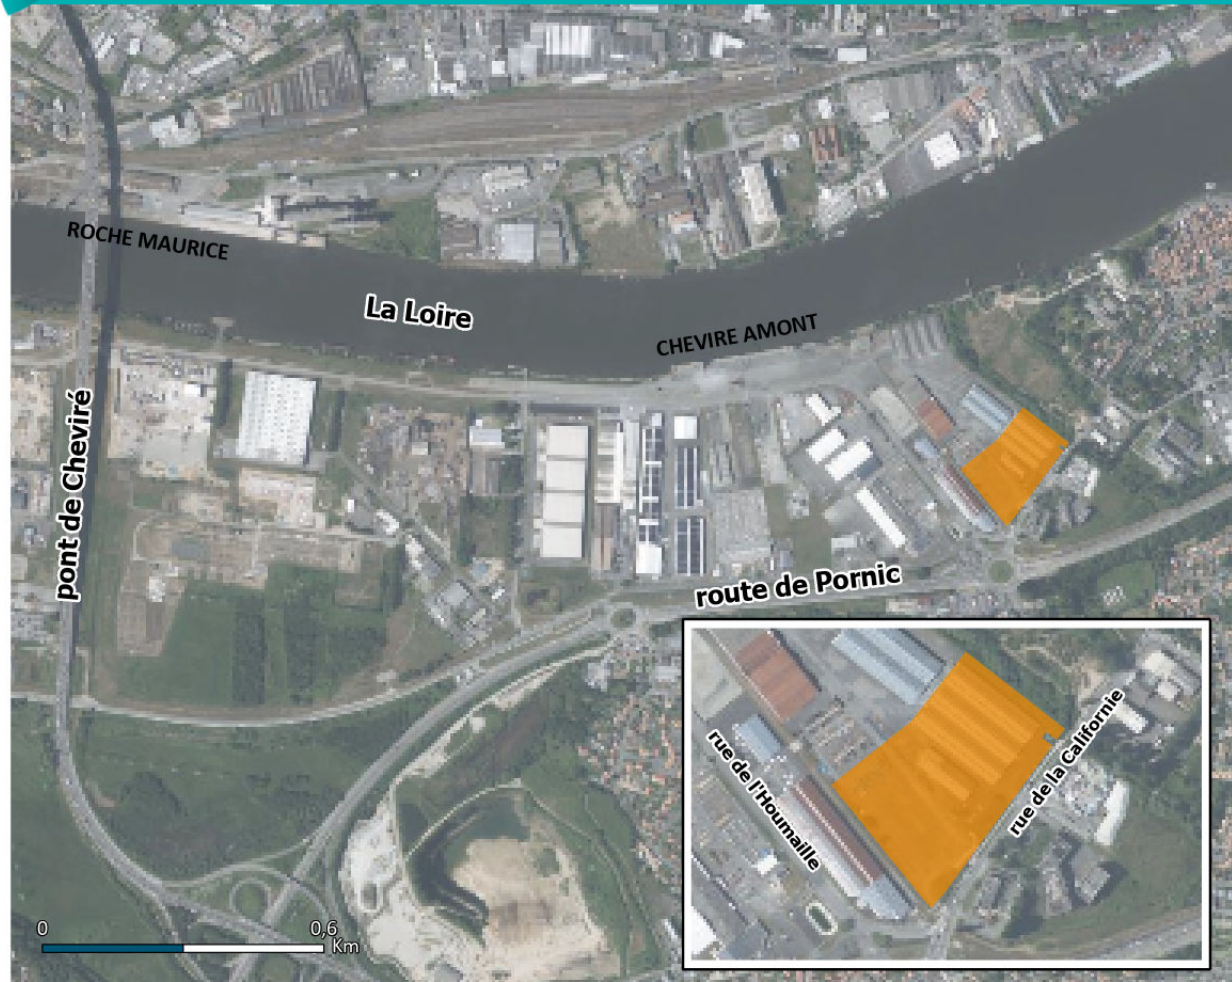 ROCHE MAURICE
La Loire
CHEVIRE AMONT
pont de Cheviré
route de Pornic
rue de l'Houmaille
rue de la Californie
0
0,6
Km